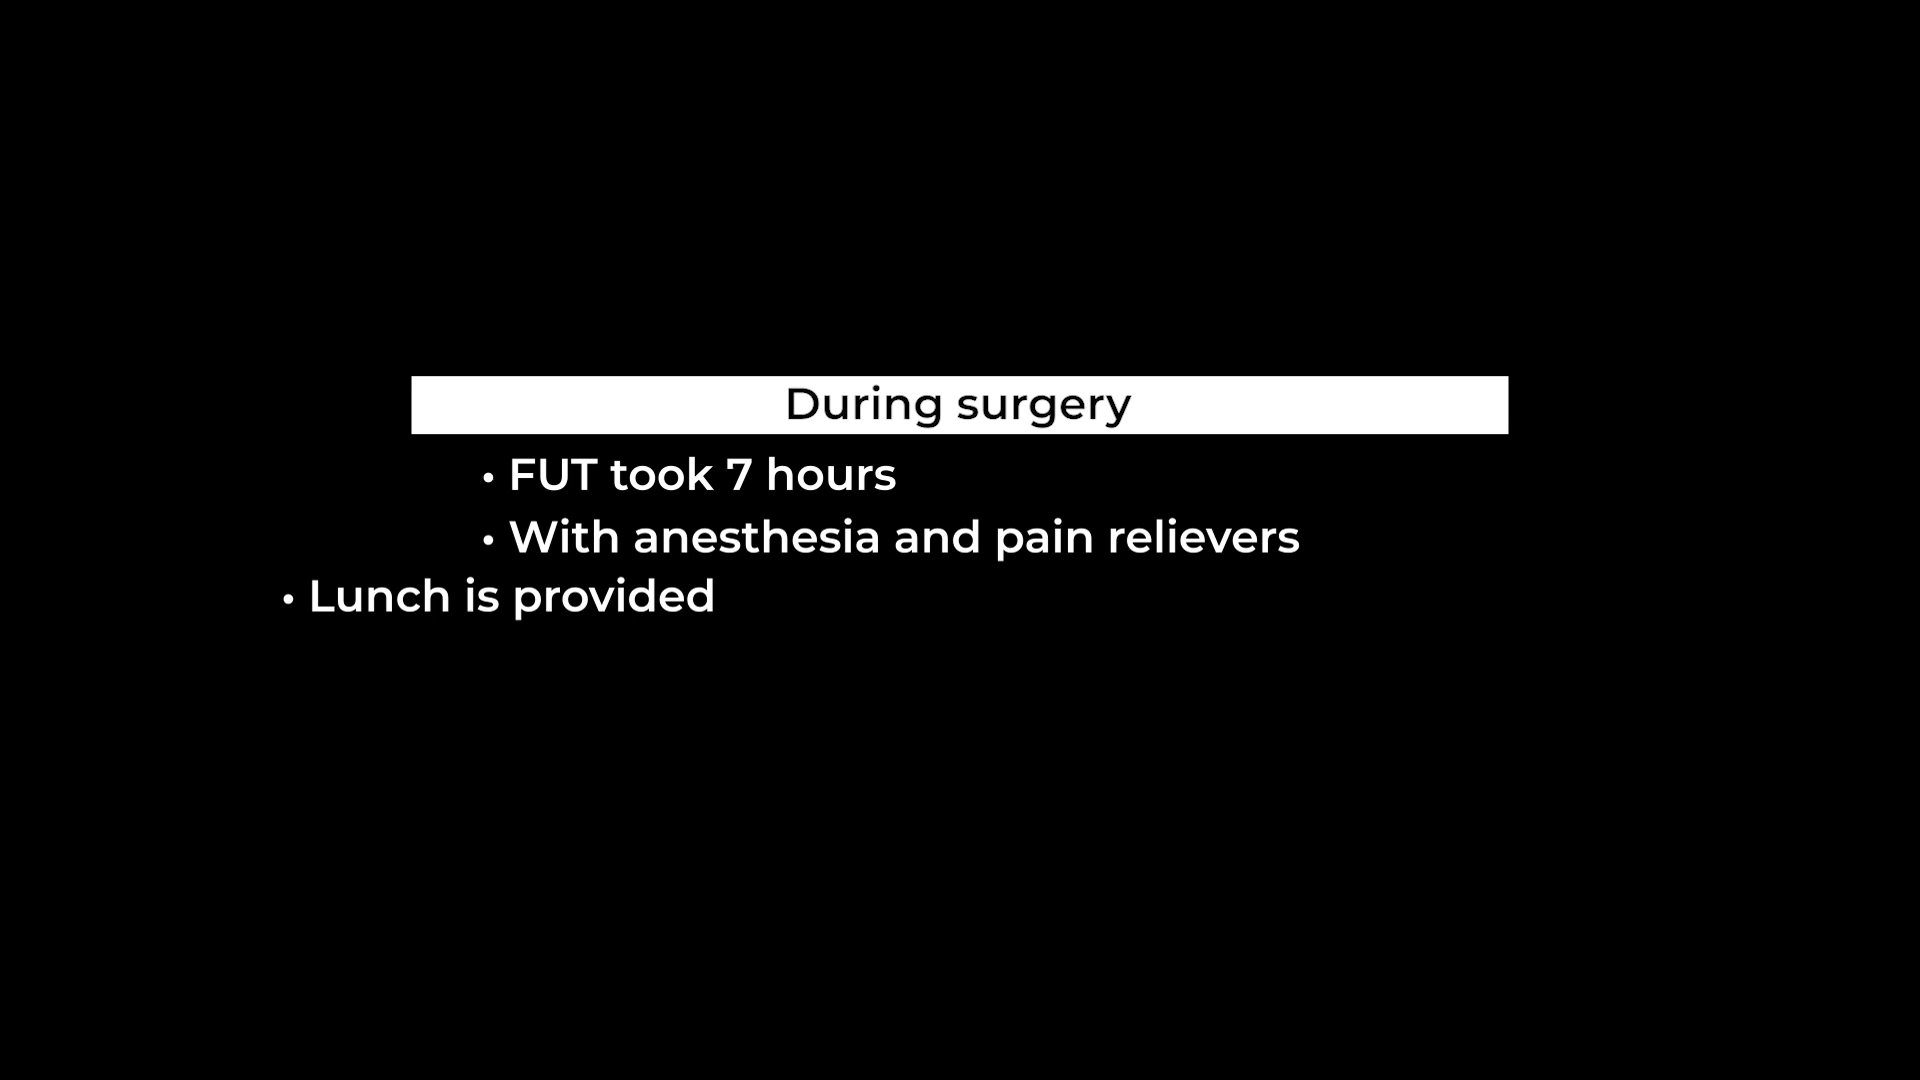 During surgery
• FUT took 7 hours
• With anesthesia and pain relievers
• Lunch is provided